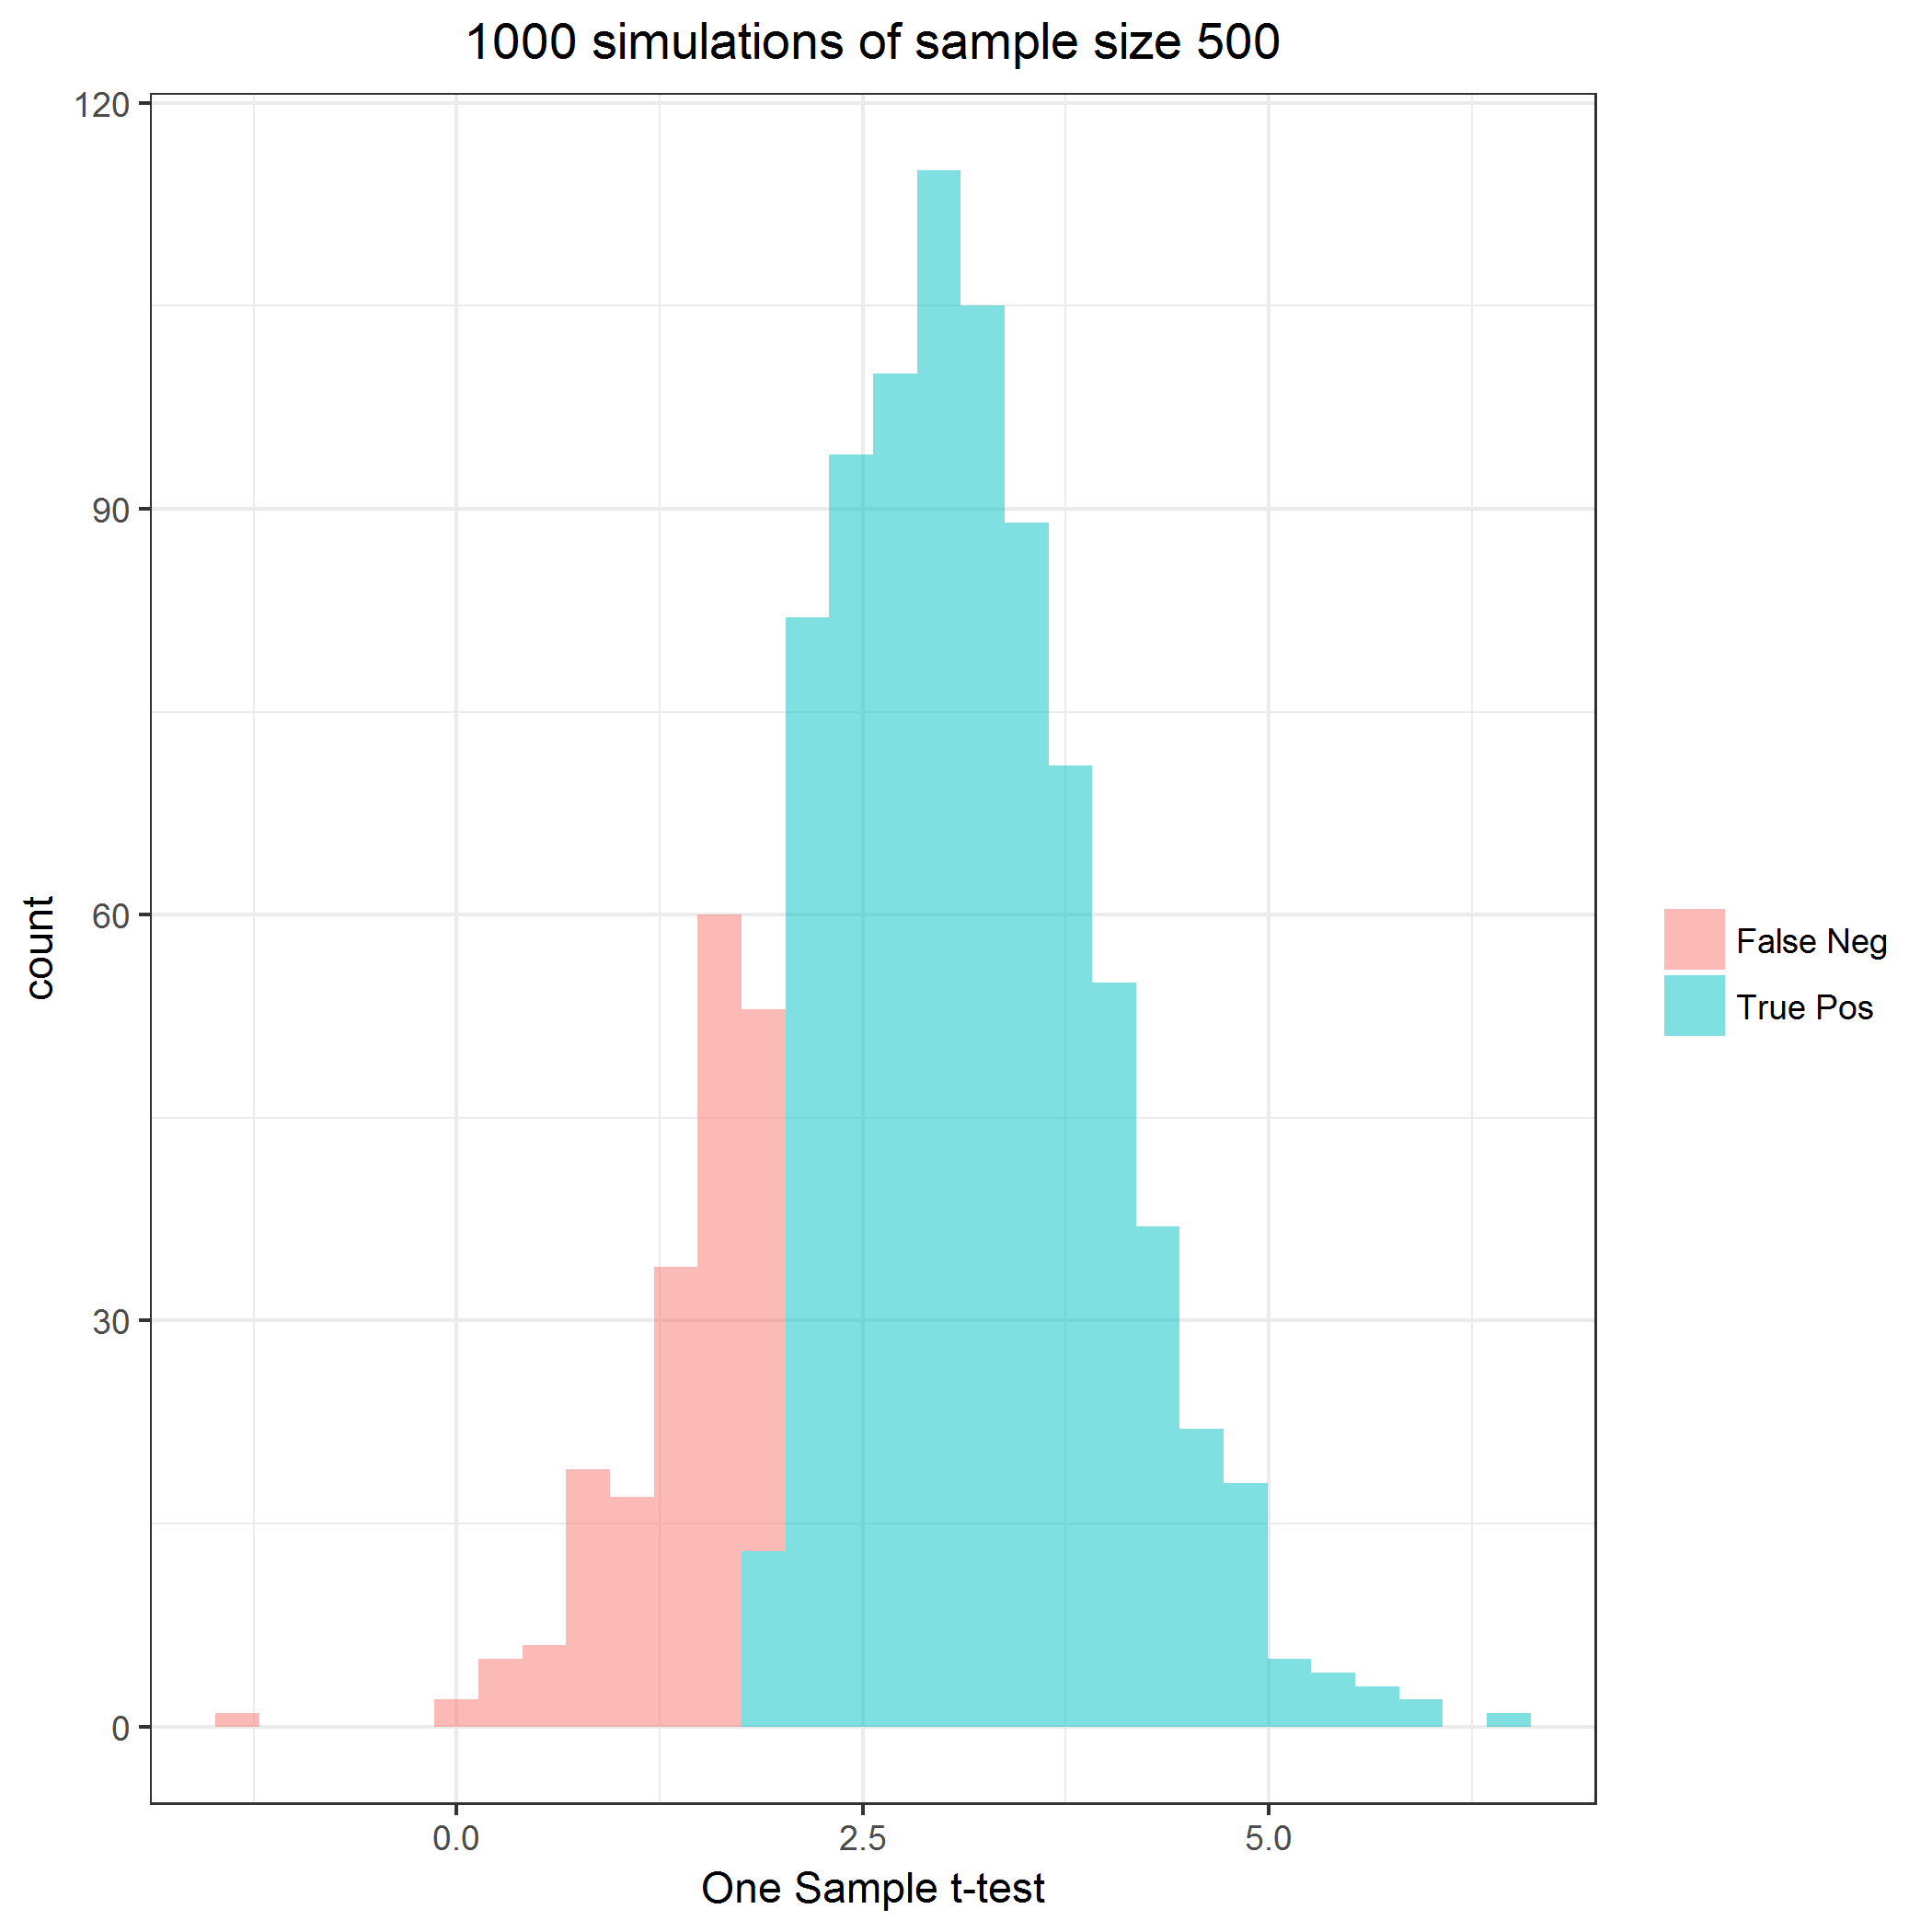 1000 simulations of sample size 500
120
90
60
30
0
count
0.0 2.5 5.0
One Sample t-test
False Neg
True Pos